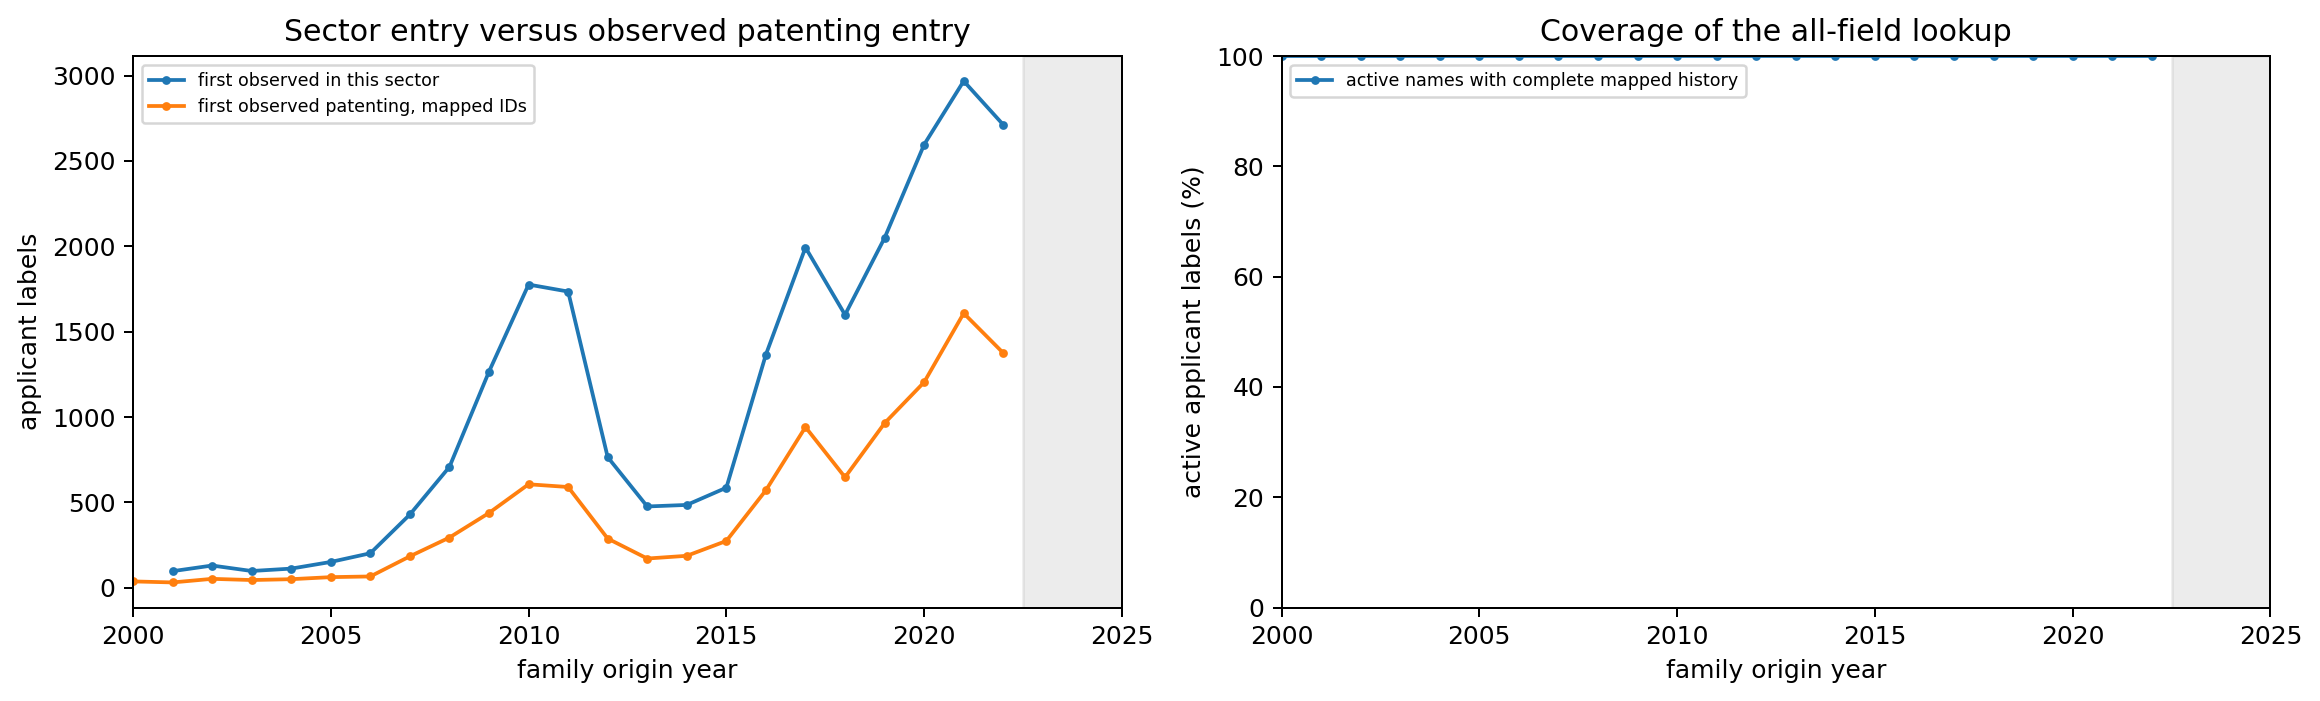 Sector entry versus observed patenting entry
first observed in this sector
first observed patenting, mapped IDs
applicant labels
3000
2500
2000
1500
1000
500
0
2000 2005 2010 2015 2020 2025
family origin year
Coverage of the all-field lookup
active names with complete mapped history
active applicant labels (%)
100
80
60
40
20
0
2000 2005 2010 2015 2020 2025
family origin year